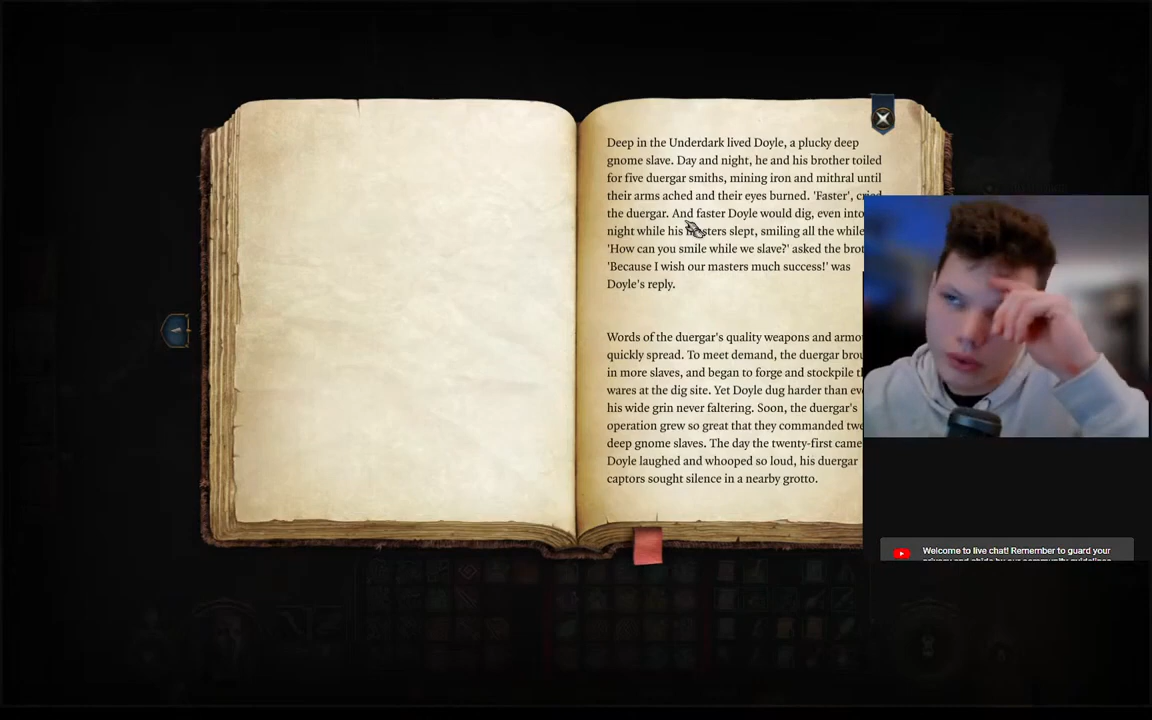 Deep in the Underdark lived Doyle, a plucky deep
gnome slave. Day and night, he and his brother toiled
for five duergar smiths, mining iron and mithral until
their arms ached and their eyes burned. 'Faster', cried
the duergar. And faster Doyle would dig, even into
night while his masters slept, smiling all the while
'How can you smile while we slave?' asked the
'Because I wish our masters much success!' was
Doyle's reply.
Words of the duergar's quality weapons and
quickly spread. To meet demand, the duergar
in more slaves, and began to forge and stockpile
wares at the dig site. Yet Doyle dug harder than
his wide grin never faltering. Soon, the duergar's
operation grew so great that they commanded
deep gnome slaves. The day the twenty-first came
Doyle laughed and whooped so loud, his duergar
captors sought silence in a nearby grotto.
Welcome to live chat! Remember to guard your
privacy and abide by our community guidelines